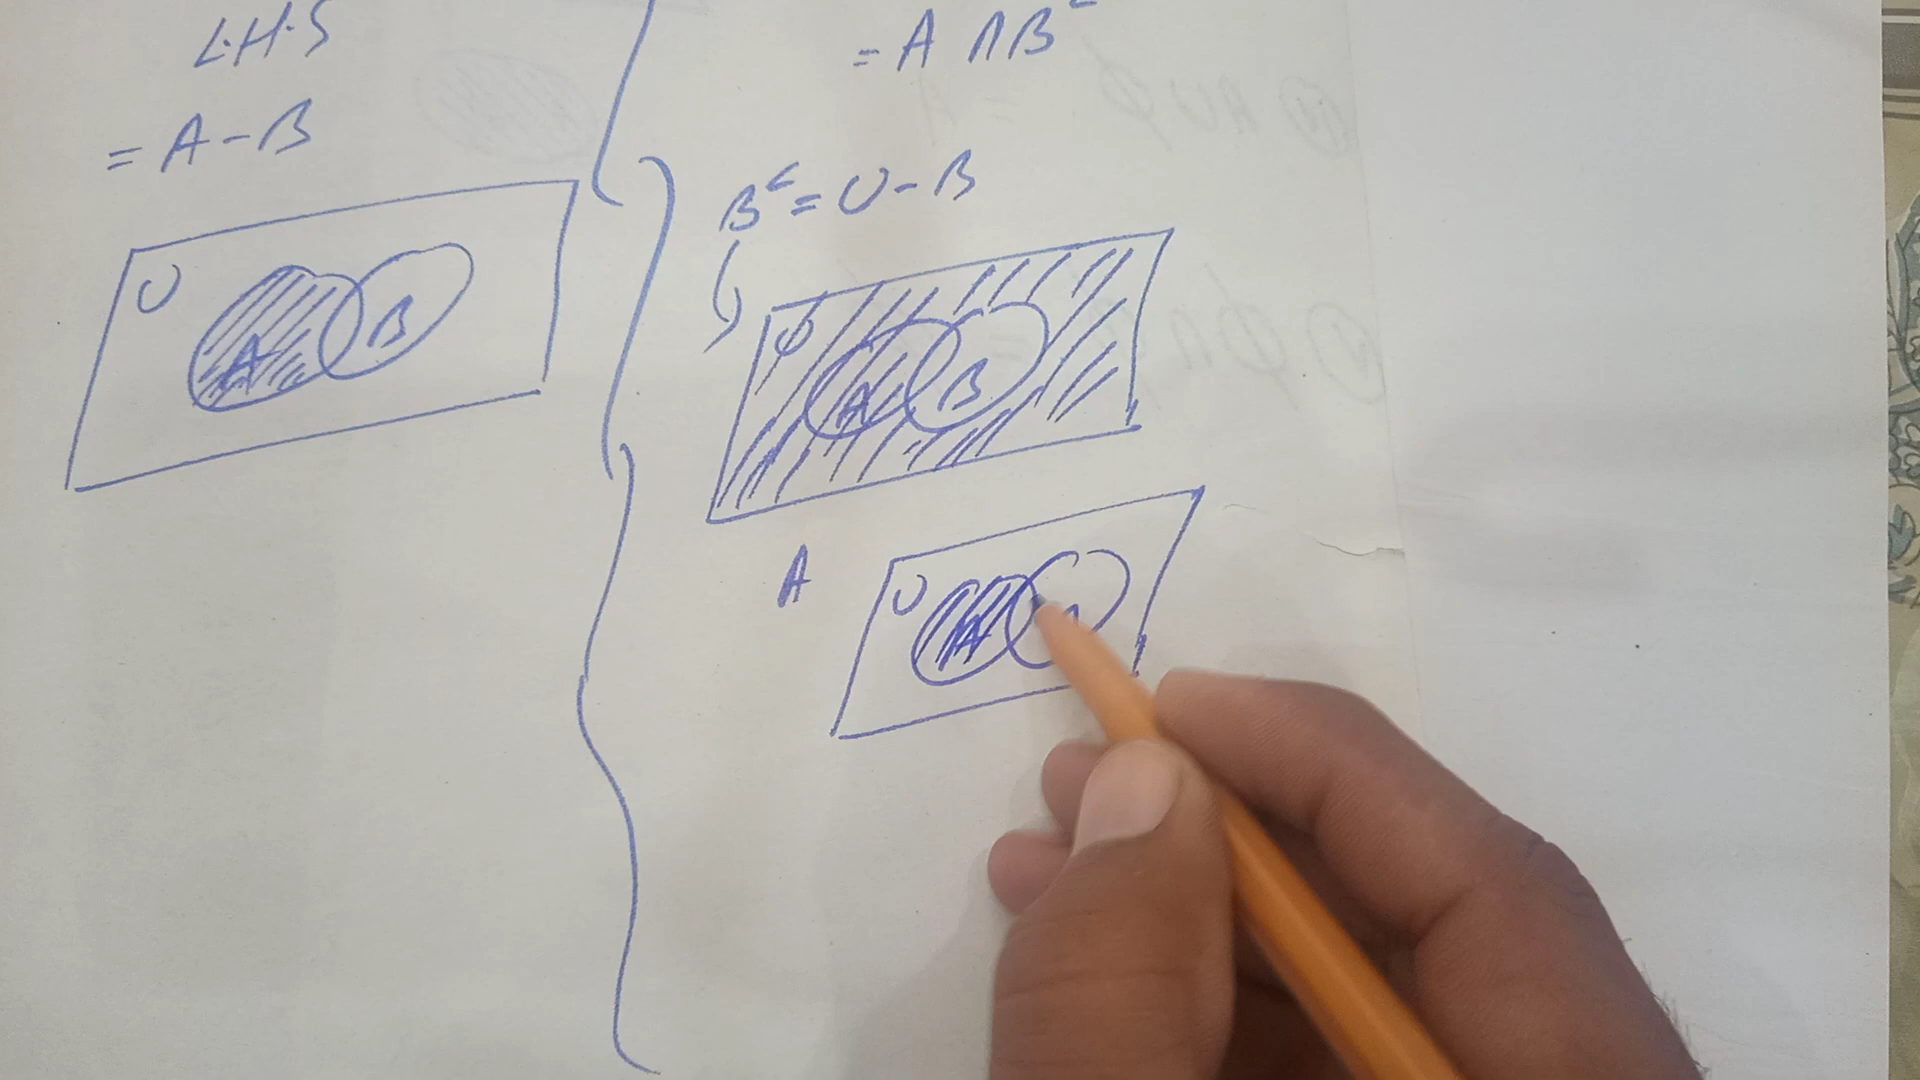 L.H.S
= A - B
U
A
B
= A ∩ B^c
B^c = U - B
U
A
B
A
U
A